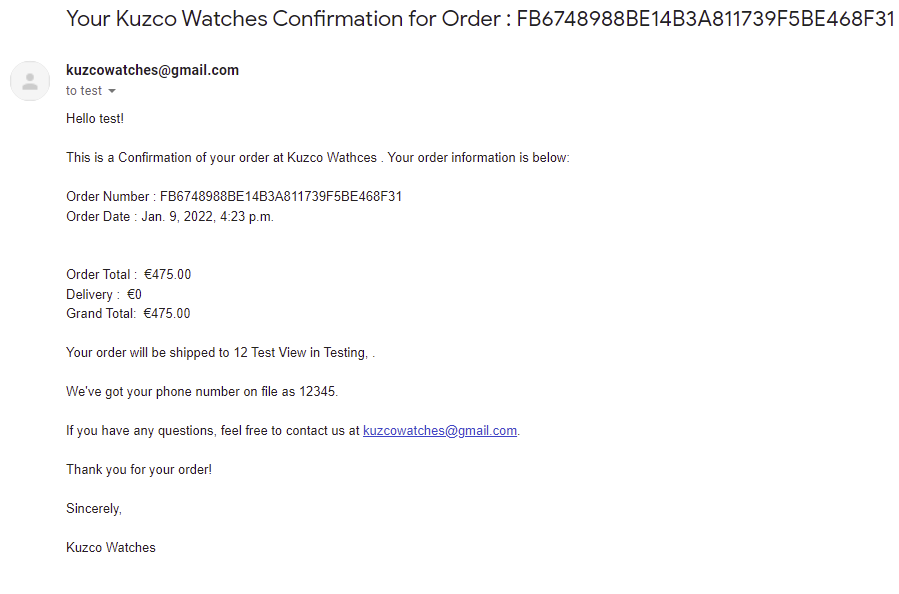 Your Kuzco Watches Confirmation for Order : FB6748988BE14B3A811739F5BE468F31
kuzcowatches@gmail.com
to test
Hello test!
This is a Confirmation of your order at Kuzco Wathces . Your order information is below:
Order Number : FB6748988BE14B3A811739F5BE468F31
Order Date : Jan. 9, 2022, 4:23 p.m.
Order Total :  €475.00
Delivery :  €0
Grand Total:  €475.00
Your order will be shipped to 12 Test View in Testing, .
We've got your phone number on file as 12345.
If you have any questions, feel free to contact us at kuzcowatches@gmail.com.
Thank you for your order!
Sincerely,
Kuzco Watches